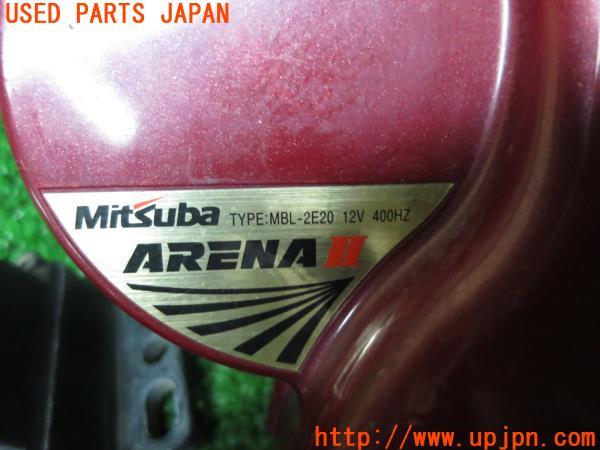 USED PARTS JAPAN
Mitsuba TYPE:MBL-2E20 12V 400HZ
ARENA II
http://www.upjpn.com